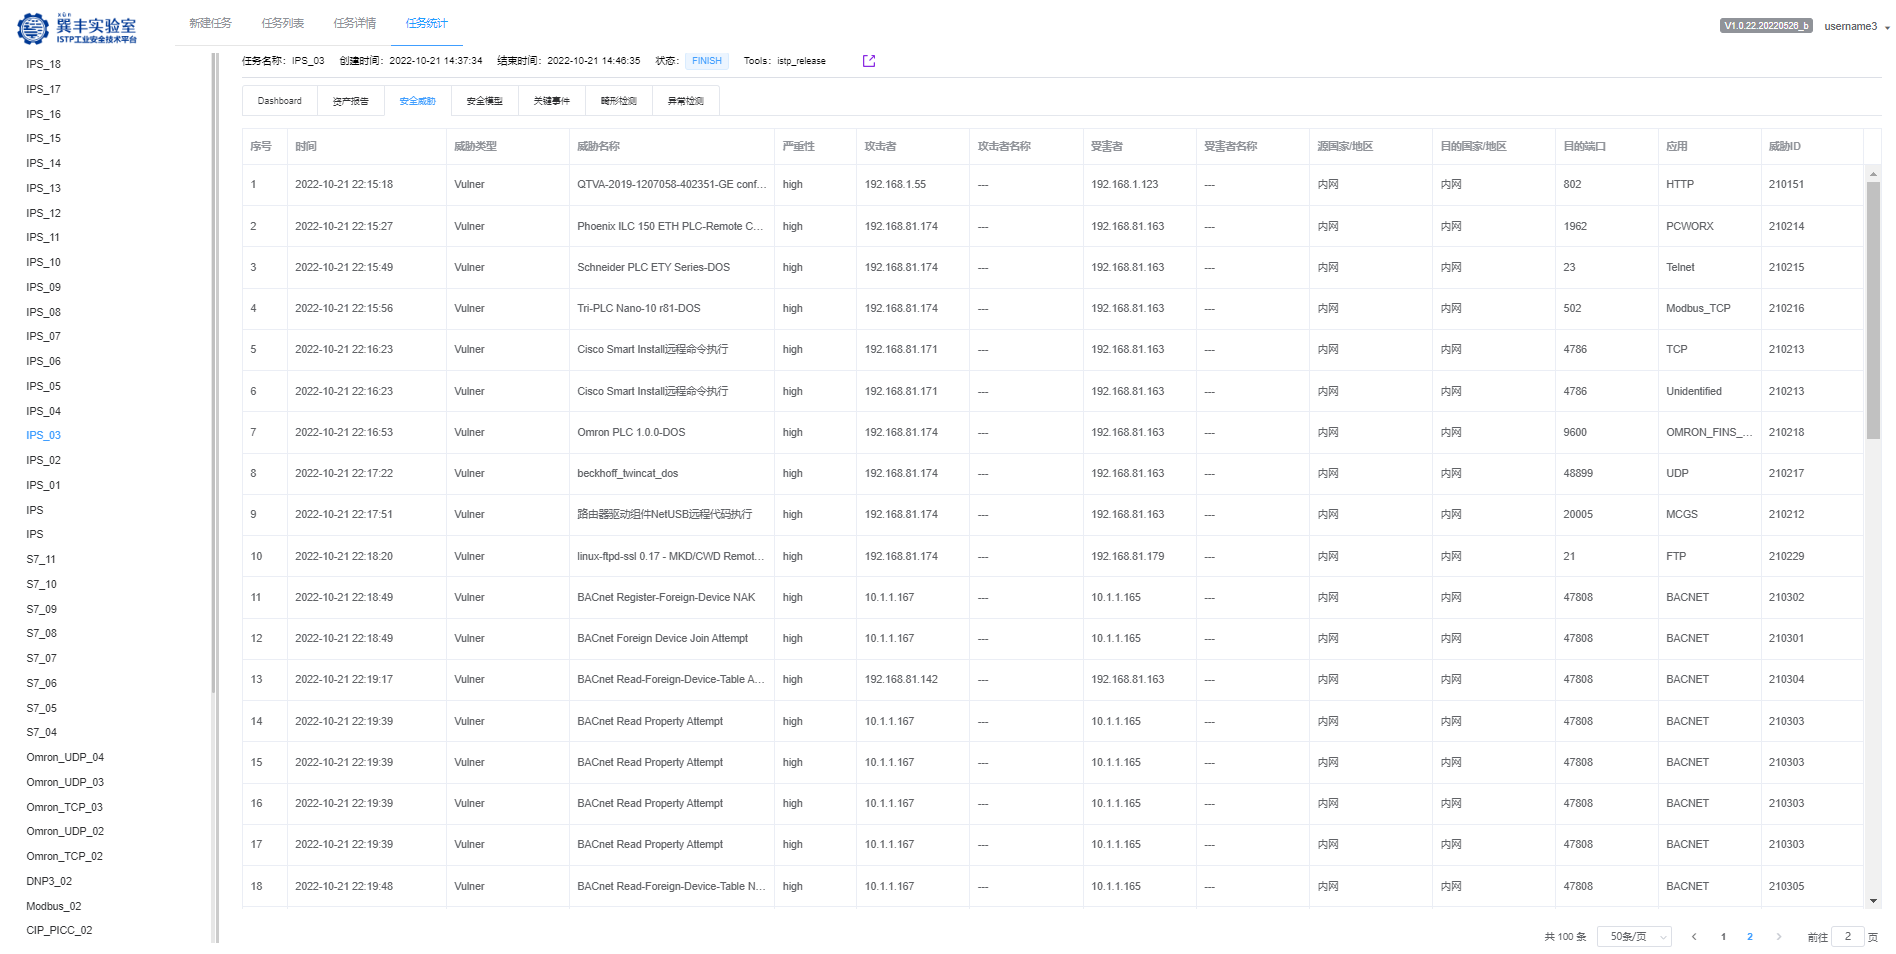 xùn
巽丰实验室
ISTP工业安全技术平台
新建任务 任务列表 任务详情 任务统计
V1.0.22.20220526_b username3
IPS_18
IPS_17
IPS_16
IPS_15
IPS_14
IPS_13
IPS_12
IPS_11
IPS_10
IPS_09
IPS_08
IPS_07
IPS_06
IPS_05
IPS_04
IPS_03
IPS_02
IPS_01
IPS
IPS
S7_11
S7_10
S7_09
S7_08
S7_07
S7_06
S7_05
S7_04
Omron_UDP_04
Omron_UDP_03
Omron_TCP_03
Omron_UDP_02
Omron_TCP_02
DNP3_02
Modbus_02
CIP_PICC_02
任务名称: IPS_03 创建时间: 2022-10-21 14:37:34 结束时间: 2022-10-21 14:46:35 状态: FINISH Tools: istp_release
Dashboard 资产报告 安全威胁 安全模型 关键事件 畸形检测 异常检测
序号 时间 威胁类型 威胁名称 严重性 攻击者 攻击者名称 受害者 受害者名称 源国家/地区 目的国家/地区 目的端口 应用 威胁ID
1 2022-10-21 22:15:18 Vulner QTVA-2019-1207058-402351-GE conf... high 192.168.1.55 --- 192.168.1.123 --- 内网 内网 802 HTTP 210151
2 2022-10-21 22:15:27 Vulner Phoenix ILC 150 ETH PLC-Remote C... high 192.168.81.174 --- 192.168.81.163 --- 内网 内网 1962 PCWORX 210214
3 2022-10-21 22:15:49 Vulner Schneider PLC ETY Series-DOS high 192.168.81.174 --- 192.168.81.163 --- 内网 内网 23 Telnet 210215
4 2022-10-21 22:15:56 Vulner Tri-PLC Nano-10 r81-DOS high 192.168.81.174 --- 192.168.81.163 --- 内网 内网 502 Modbus_TCP 210216
5 2022-10-21 22:16:23 Vulner Cisco Smart Install远程命令执行 high 192.168.81.171 --- 192.168.81.163 --- 内网 内网 4786 TCP 210213
6 2022-10-21 22:16:23 Vulner Cisco Smart Install远程命令执行 high 192.168.81.171 --- 192.168.81.163 --- 内网 内网 4786 Unidentified 210213
7 2022-10-21 22:16:53 Vulner Omron PLC 1.0.0-DOS high 192.168.81.174 --- 192.168.81.163 --- 内网 内网 9600 OMRON_FINS_... 210218
8 2022-10-21 22:17:22 Vulner beckhoff_twincat_dos high 192.168.81.174 --- 192.168.81.163 --- 内网 内网 48899 UDP 210217
9 2022-10-21 22:17:51 Vulner 路由器驱动组件NetUSB远程代码执行 high 192.168.81.174 --- 192.168.81.163 --- 内网 内网 20005 MCGS 210212
10 2022-10-21 22:18:20 Vulner linux-ftpd-ssl 0.17 - MKD/CWD Remot... high 192.168.81.174 --- 192.168.81.179 --- 内网 内网 21 FTP 210229
11 2022-10-21 22:18:49 Vulner BACnet Register-Foreign-Device NAK high 10.1.1.167 --- 10.1.1.165 --- 内网 内网 47808 BACNET 210302
12 2022-10-21 22:18:49 Vulner BACnet Foreign Device Join Attempt high 10.1.1.167 --- 10.1.1.165 --- 内网 内网 47808 BACNET 210301
13 2022-10-21 22:19:17 Vulner BACnet Read-Foreign-Device-Table A... high 192.168.81.142 --- 192.168.81.163 --- 内网 内网 47808 BACNET 210304
14 2022-10-21 22:19:39 Vulner BACnet Read Property Attempt high 10.1.1.167 --- 10.1.1.165 --- 内网 内网 47808 BACNET 210303
15 2022-10-21 22:19:39 Vulner BACnet Read Property Attempt high 10.1.1.167 --- 10.1.1.165 --- 内网 内网 47808 BACNET 210303
16 2022-10-21 22:19:39 Vulner BACnet Read Property Attempt high 10.1.1.167 --- 10.1.1.165 --- 内网 内网 47808 BACNET 210303
17 2022-10-21 22:19:39 Vulner BACnet Read Property Attempt high 10.1.1.167 --- 10.1.1.165 --- 内网 内网 47808 BACNET 210303
18 2022-10-21 22:19:48 Vulner BACnet Read-Foreign-Device-Table N... high 10.1.1.167 --- 10.1.1.165 --- 内网 内网 47808 BACNET 210305
共 100 条 50条/页 1 2 前往 2 页